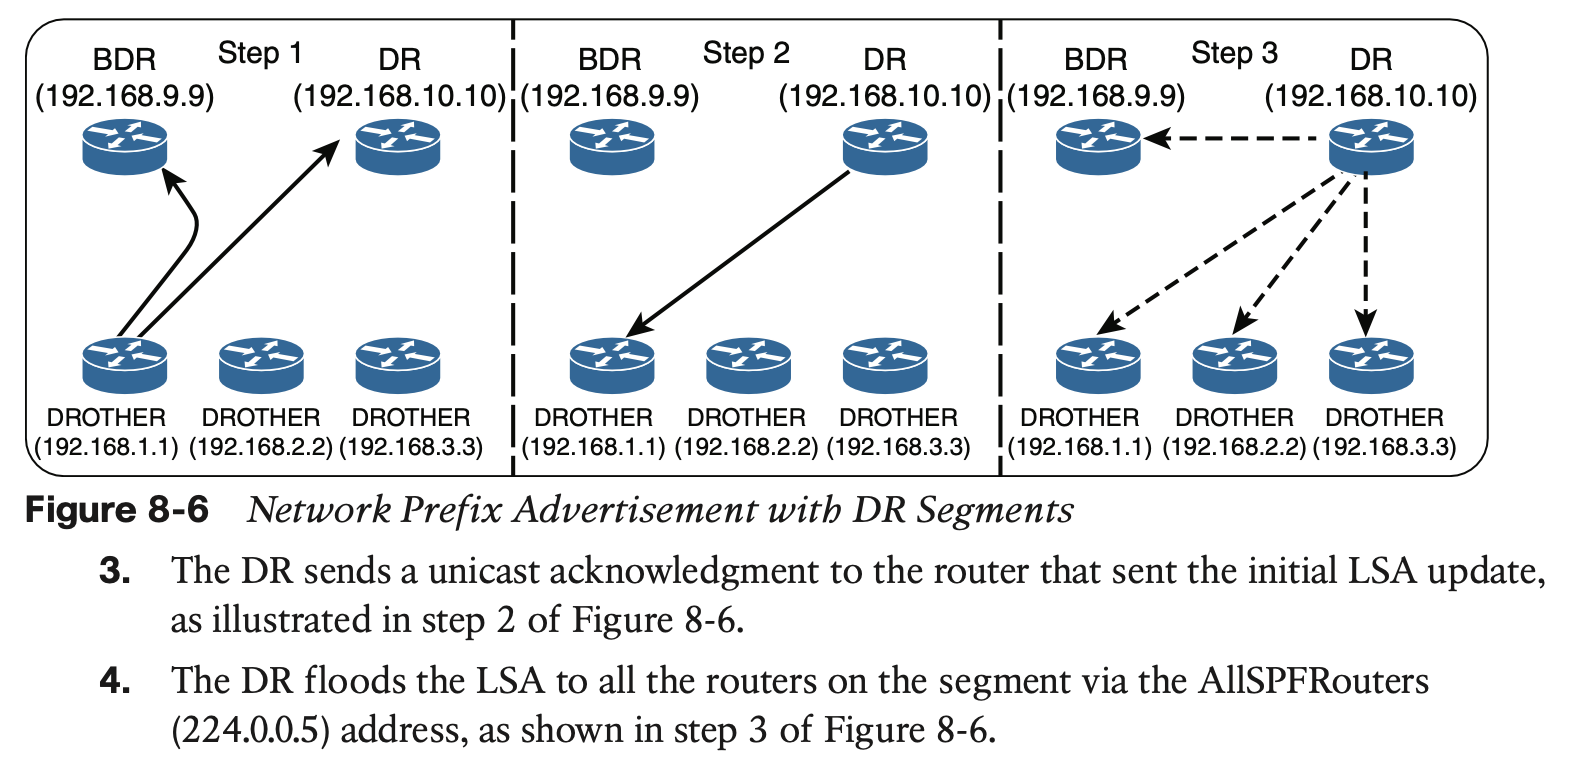 Step 1
BDR
(192.168.9.9)
DR
(192.168.10.10)
DROTHER
(192.168.1.1)
DROTHER
(192.168.2.2)
DROTHER
(192.168.3.3)
Step 2
BDR
(192.168.9.9)
DR
(192.168.10.10)
DROTHER
(192.168.1.1)
DROTHER
(192.168.2.2)
DROTHER
(192.168.3.3)
Step 3
BDR
(192.168.9.9)
DR
(192.168.10.10)
DROTHER
(192.168.1.1)
DROTHER
(192.168.2.2)
DROTHER
(192.168.3.3)
Figure 8-6 Network Prefix Advertisement with DR Segments
3. The DR sends a unicast acknowledgment to the router that sent the initial LSA update,
as illustrated in step 2 of Figure 8-6.
4. The DR floods the LSA to all the routers on the segment via the AllSPFRouters
(224.0.0.5) address, as shown in step 3 of Figure 8-6.